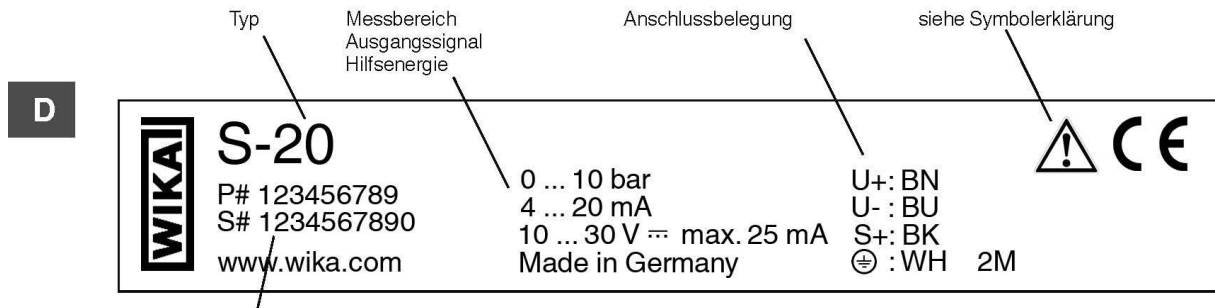 Typ
Messbereich
Ausgangssignal
Hilfsenergie
Anschlussbelegung
siehe Symbolerklärung
D
WIKAI
S-20
P# 123456789
S# 1234567890
www.wika.com
0 ... 10 bar
4 ... 20 mA
10 ... 30 V ⎓ max. 25 mA
Made in Germany
U+: BN
U- : BU
S+: BK
⏚ : WH 2M
CE